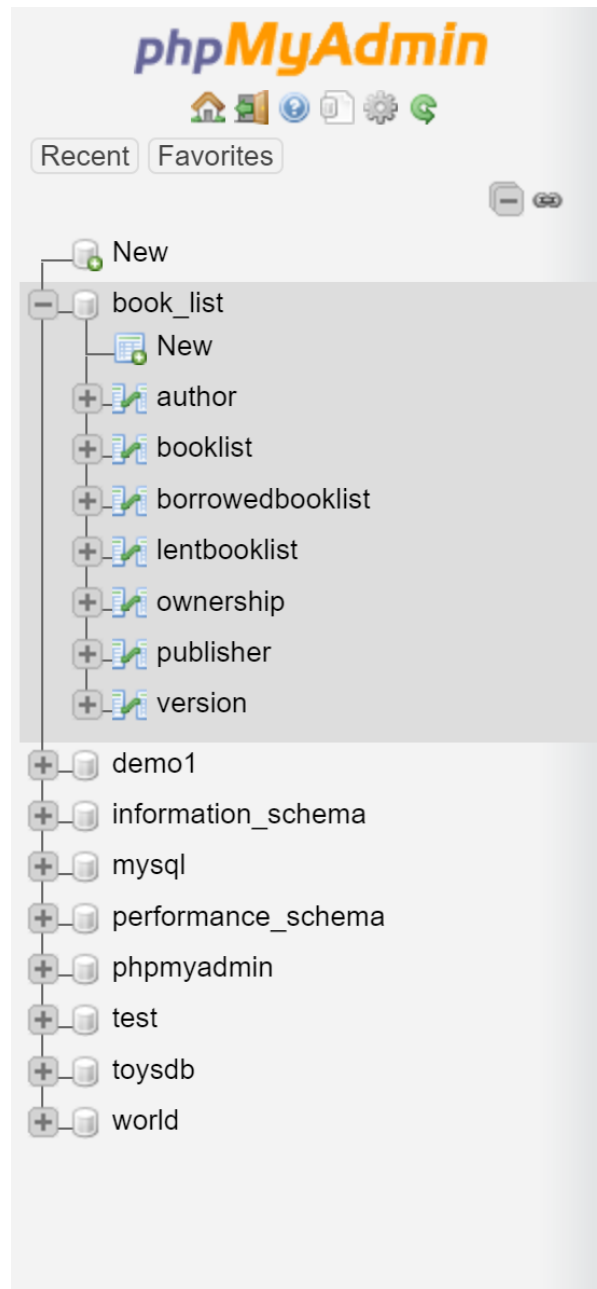 phpMyAdmin
Recent Favorites
New
book_list
New
author
booklist
borrowedbooklist
lentbooklist
ownership
publisher
version
demo1
information_schema
mysql
performance_schema
phpmyadmin
test
toysdb
world